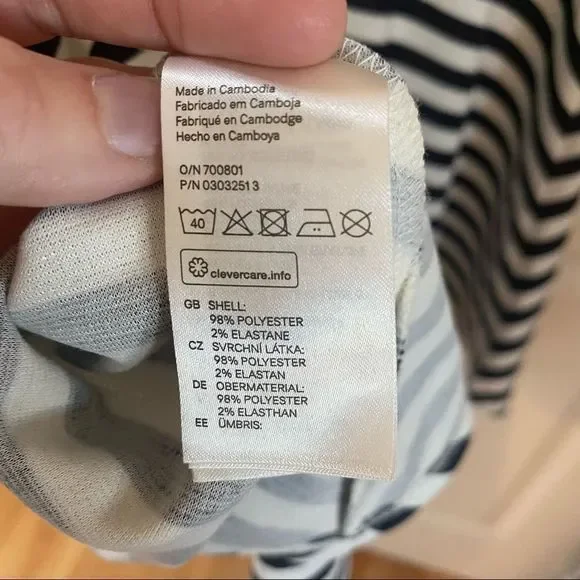 Made in Cambodia
Fabricado em Camboja
Fabriqué en Cambodge
Hecho en Camboya
O/N 700801
P/N 03032513
40
clevercare.info
GB SHELL:
98% POLYESTER
2% ELASTANE
CZ SVRCHNÍ LÁTKA:
98% POLYESTER
2% ELASTAN
DE OBERMATERIAL:
98% POLYESTER
2% ELASTHAN
EE ÜMBRIS: